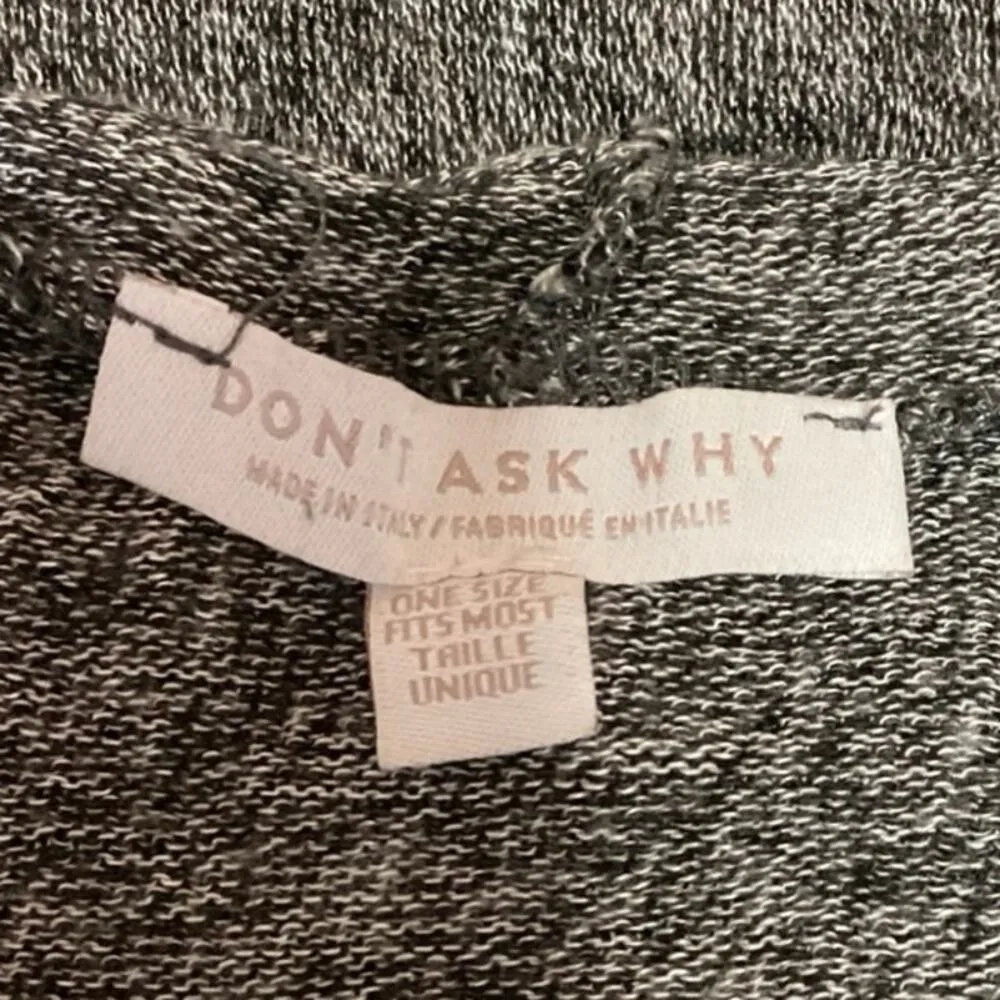 DON'T ASK WHY
MADE IN ITALY / FABRIQUÉ EN ITALIE
ONE SIZE
FITS MOST
TAILLE
UNIQUE